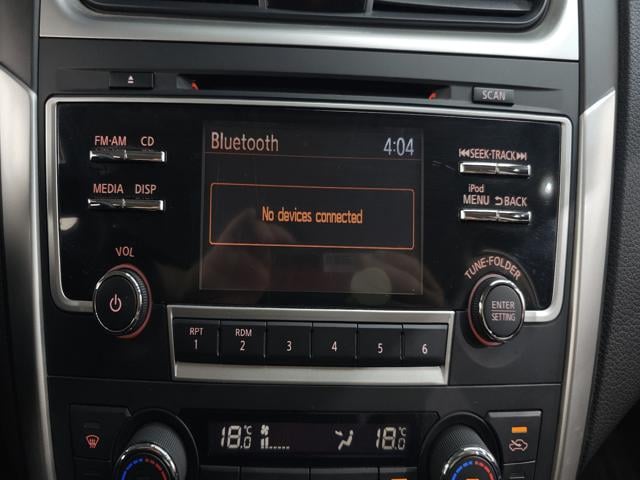 SCAN
FM·AM CD
Bluetooth 4:04
SEEK·TRACK
MEDIA DISP
No devices connected
iPod
MENU BACK
VOL
TUNE·FOLDER
ENTER
SETTING
RPT RDM
1 2 3 4 5 6
18.0°C 18.0°C